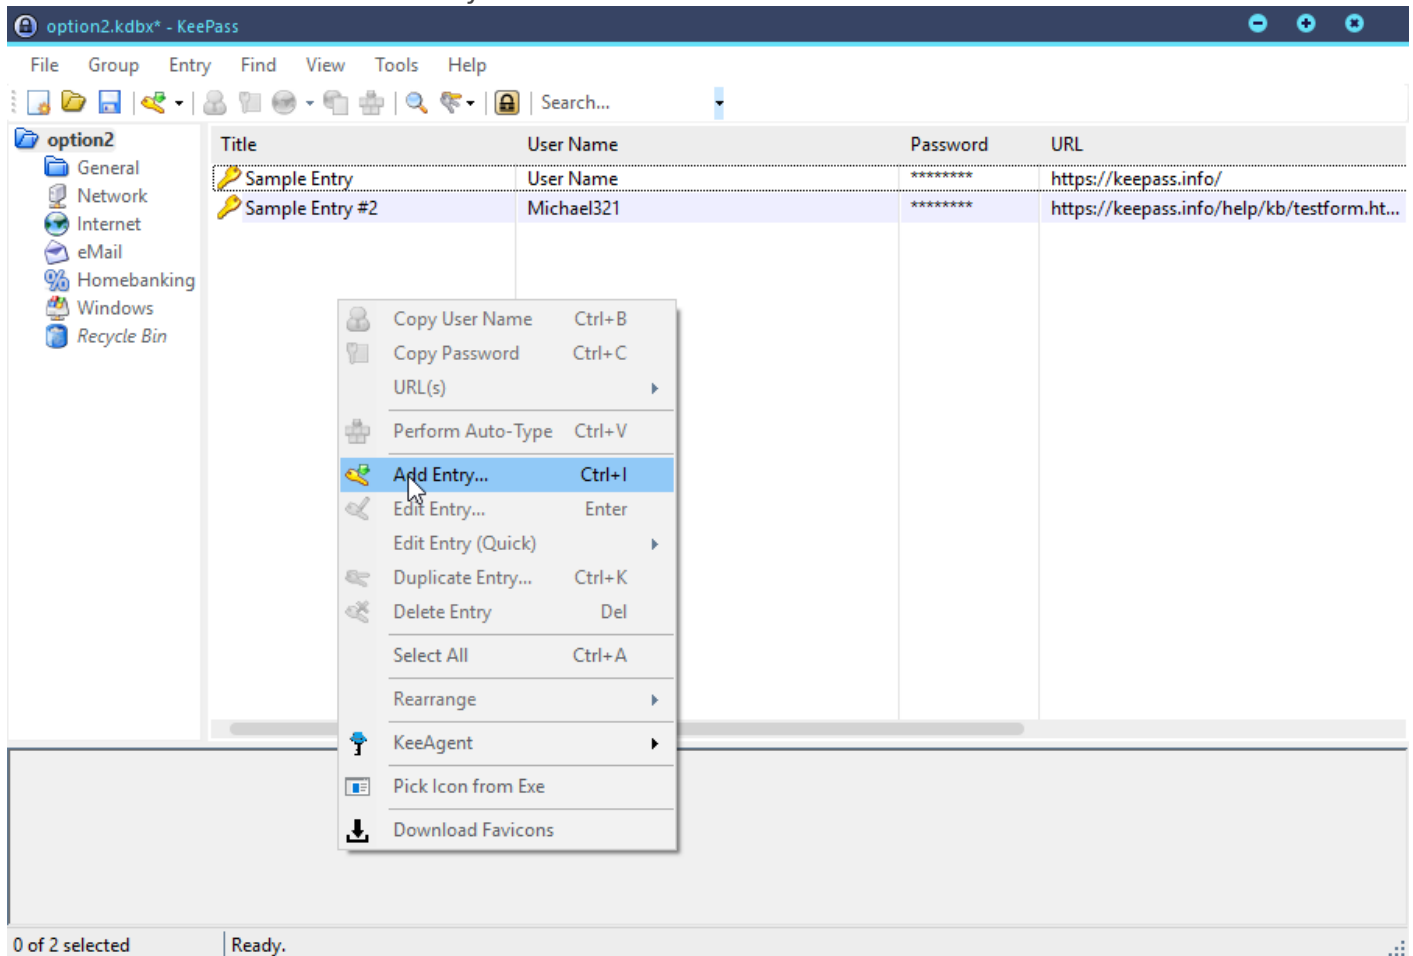 option2.kdbx* - KeePass
File Group Entry Find View Tools Help
Search...
option2
General
Network
Internet
eMail
Homebanking
Windows
Recycle Bin
Title User Name Password URL
Sample Entry User Name ******** https://keepass.info/
Sample Entry #2 Michael321 ******** https://keepass.info/help/kb/testform.ht...
Copy User Name Ctrl+B
Copy Password Ctrl+C
URL(s)
Perform Auto-Type Ctrl+V
Add Entry... Ctrl+I
Edit Entry... Enter
Edit Entry (Quick)
Duplicate Entry... Ctrl+K
Delete Entry Del
Select All Ctrl+A
Rearrange
KeeAgent
Pick Icon from Exe
Download Favicons
0 of 2 selected Ready.